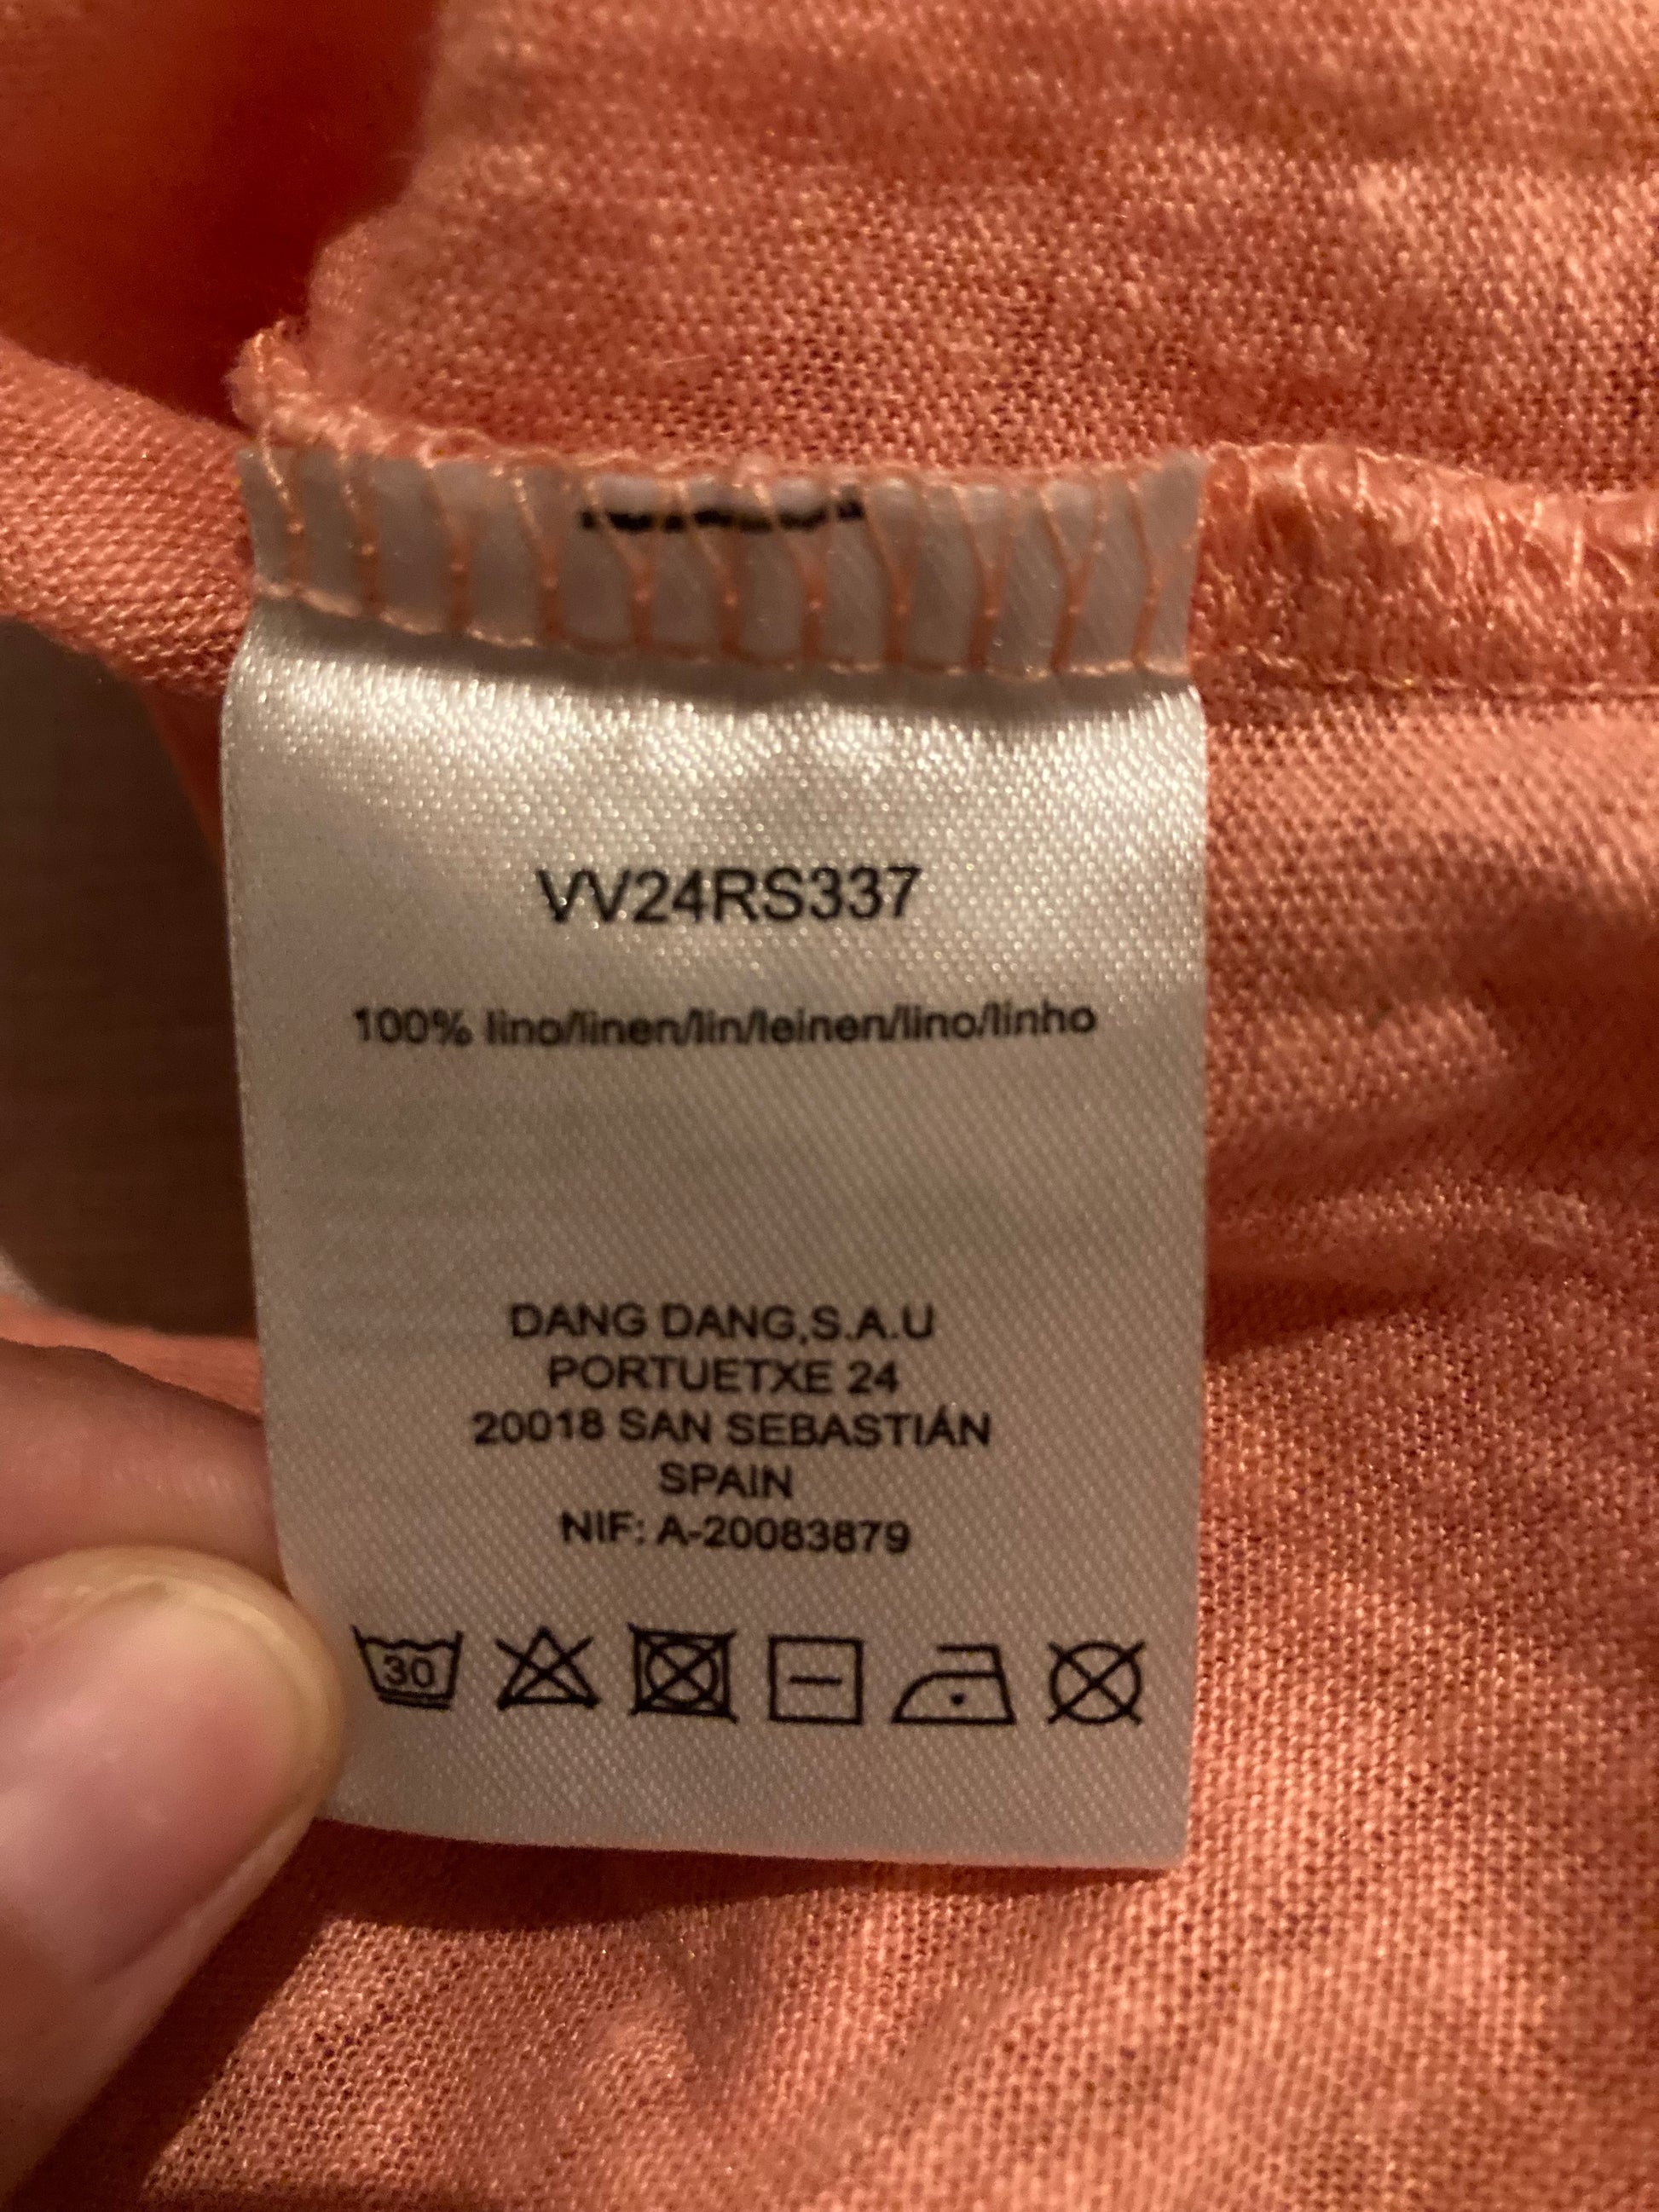 VV24RS337
100% lino/linen/lin/leinen/lino/linho
DANG DANG,S.A.U
PORTUETXE 24
20018 SAN SEBASTIÁN
SPAIN
NIF: A-20083879
30